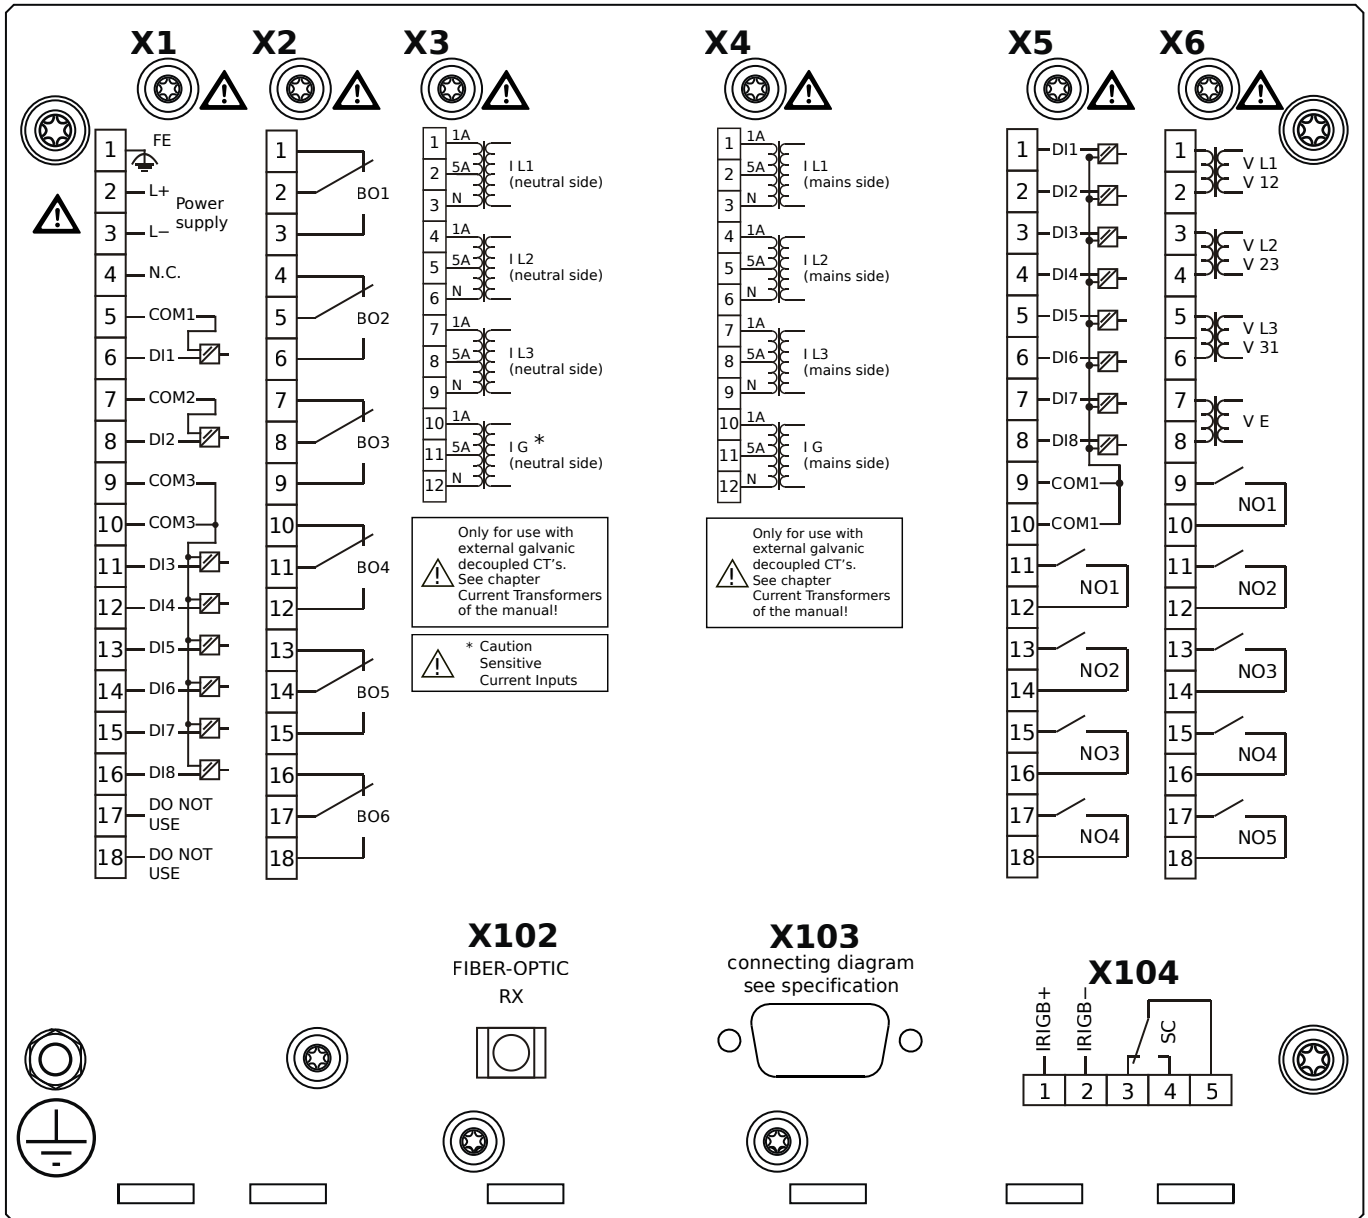 X1
1
FE
2
L+
Power
supply
3
L−
4
N.C.
5
COM1
6
DI1
7
COM2
8
DI2
9
COM3
10
COM3
11
DI3
12
DI4
13
DI5
14
DI6
15
DI7
16
DI8
17
DO NOT
USE
18
DO NOT
USE
X2
1
2
BO1
3
4
5
BO2
6
7
8
BO3
9
10
11
BO4
12
13
14
BO5
15
16
17
BO6
18
X3
1
1A
2
5A
I L1
(neutral side)
3
N
4
1A
5
5A
I L2
(neutral side)
6
N
7
1A
8
5A
I L3
(neutral side)
9
N
10
1A
11
5A
I G *
(neutral side)
12
N
Only for use with
external galvanic
decoupled CT’s.
See chapter
Current Transformers
of the manual!
* Caution
Sensitive
Current Inputs
X4
1
1A
2
5A
I L1
(mains side)
3
N
4
1A
5
5A
I L2
(mains side)
6
N
7
1A
8
5A
I L3
(mains side)
9
N
10
1A
11
5A
I G
(mains side)
12
N
Only for use with
external galvanic
decoupled CT’s.
See chapter
Current Transformers
of the manual!
X5
1
DI1
2
DI2
3
DI3
4
DI4
5
DI5
6
DI6
7
DI7
8
DI8
9
COM1
10
COM1
11
NO1
12
13
NO2
14
15
NO3
16
17
NO4
18
X6
1
V L1
V 12
2
3
V L2
V 23
4
5
V L3
V 31
6
7
V E
8
9
NO1
10
11
NO2
12
13
NO3
14
15
NO4
16
17
NO5
18
X102
FIBER-OPTIC
RX
X103
connecting diagram
see specification
X104
IRIGB+
IRIGB−
SC
1 2 3 4 5